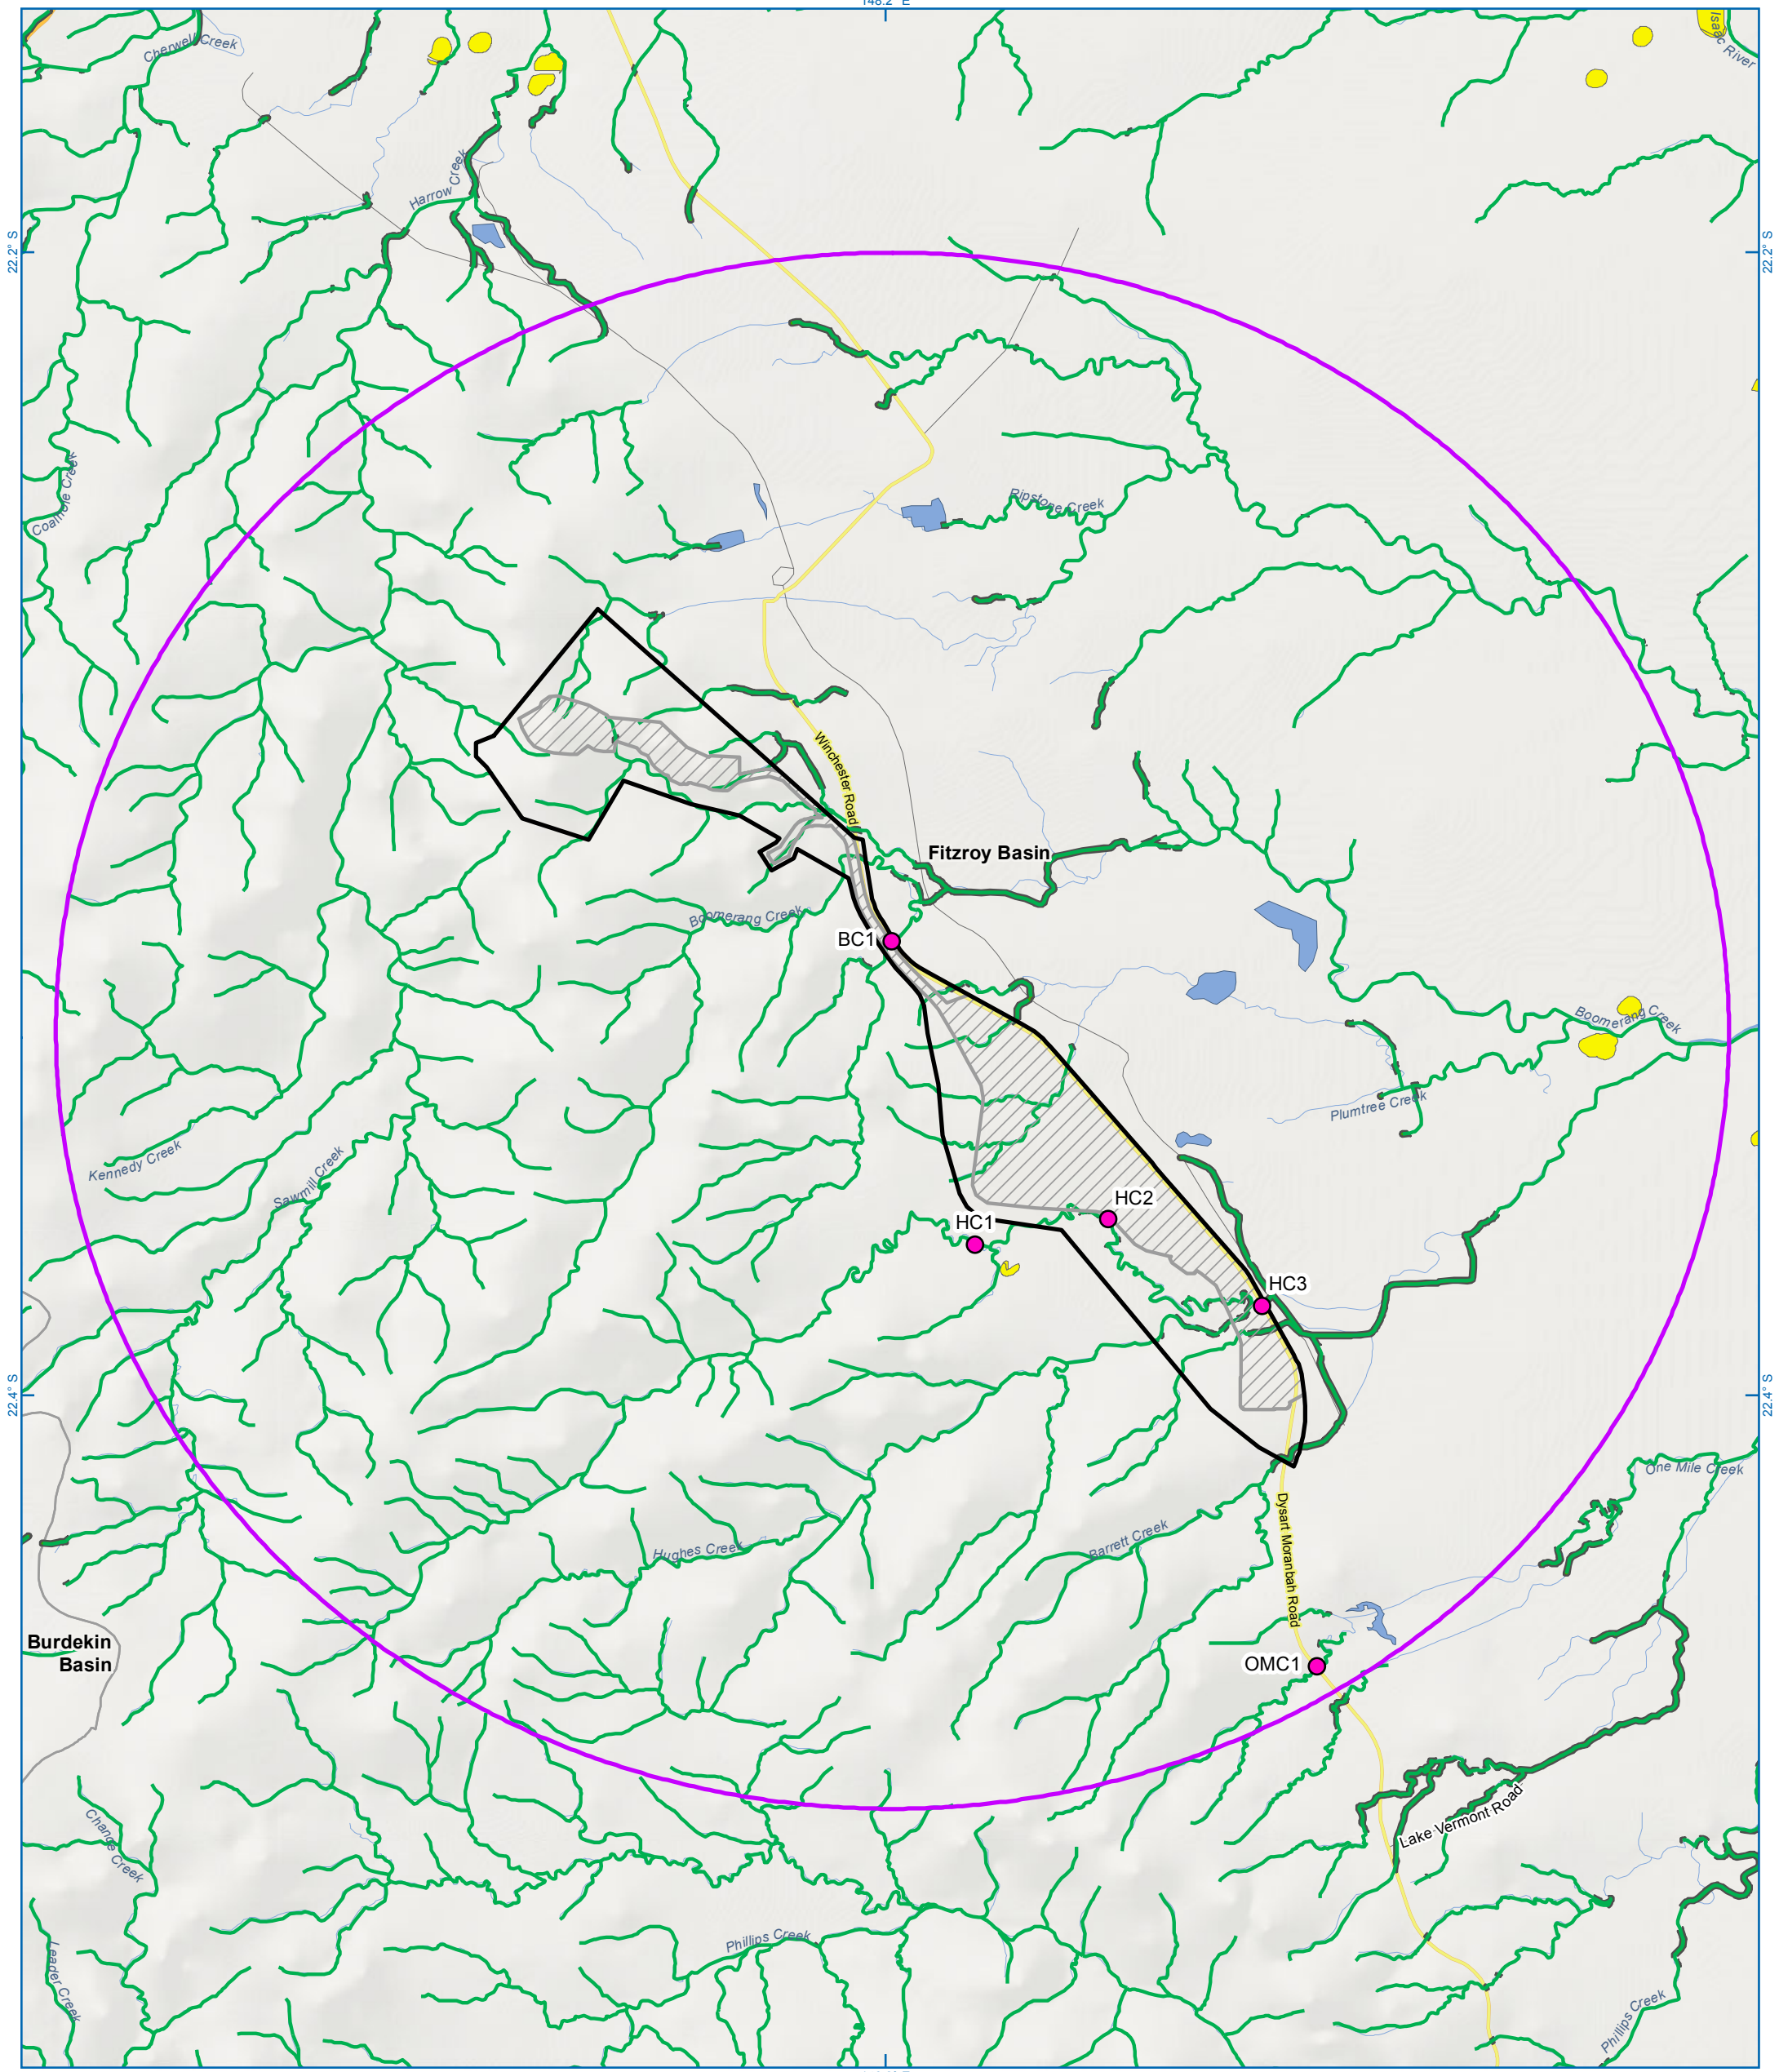 148.2° E
Cherwell Creek
Isaac River
Harrow Creek
22.2° S
22.2° S
Coalhole Creek
Ripstone Creek
Winchester Road
Fitzroy Basin
Boomerang Creek
BC1
Boomerang Creek
Plumtree Creek
Kennedy Creek
Sawmill Creek
HC2
HC1
HC3
22.4° S
22.4° S
One Mile Creek
Dysart Moranbah Road
Barrett Creek
Hughes Creek
Burdekin
Basin
OMC1
Lake Vermont Road
Change Creek
Phillips Creek
Leader Creek
Phillips Creek